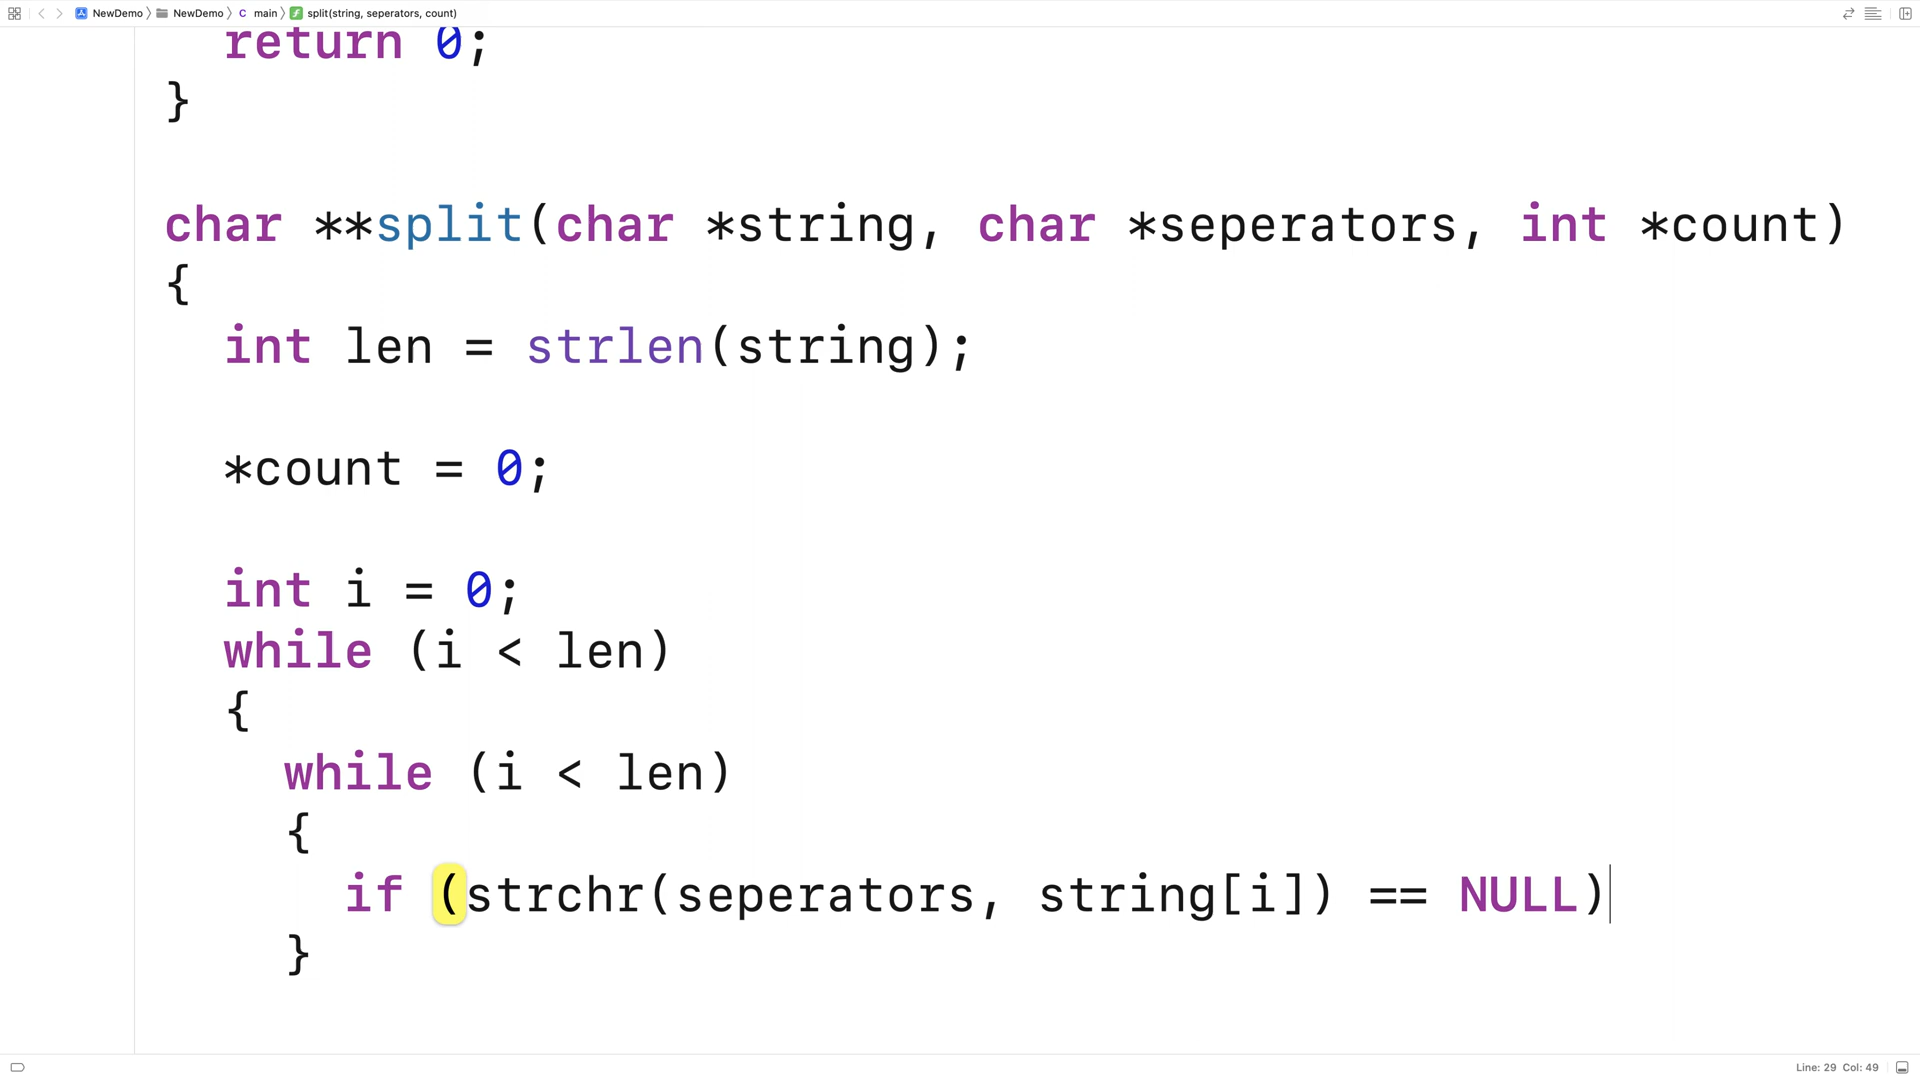 NewDemo NewDemo C main f split(string, seperators, count)
return 0;
}
char **split(char *string, char *seperators, int *count)
{
int len = strlen(string);
*count = 0;
int i = 0;
while (i < len)
{
while (i < len)
{
if (strchr(seperators, string[i]) == NULL)
}
Line: 29 Col: 49